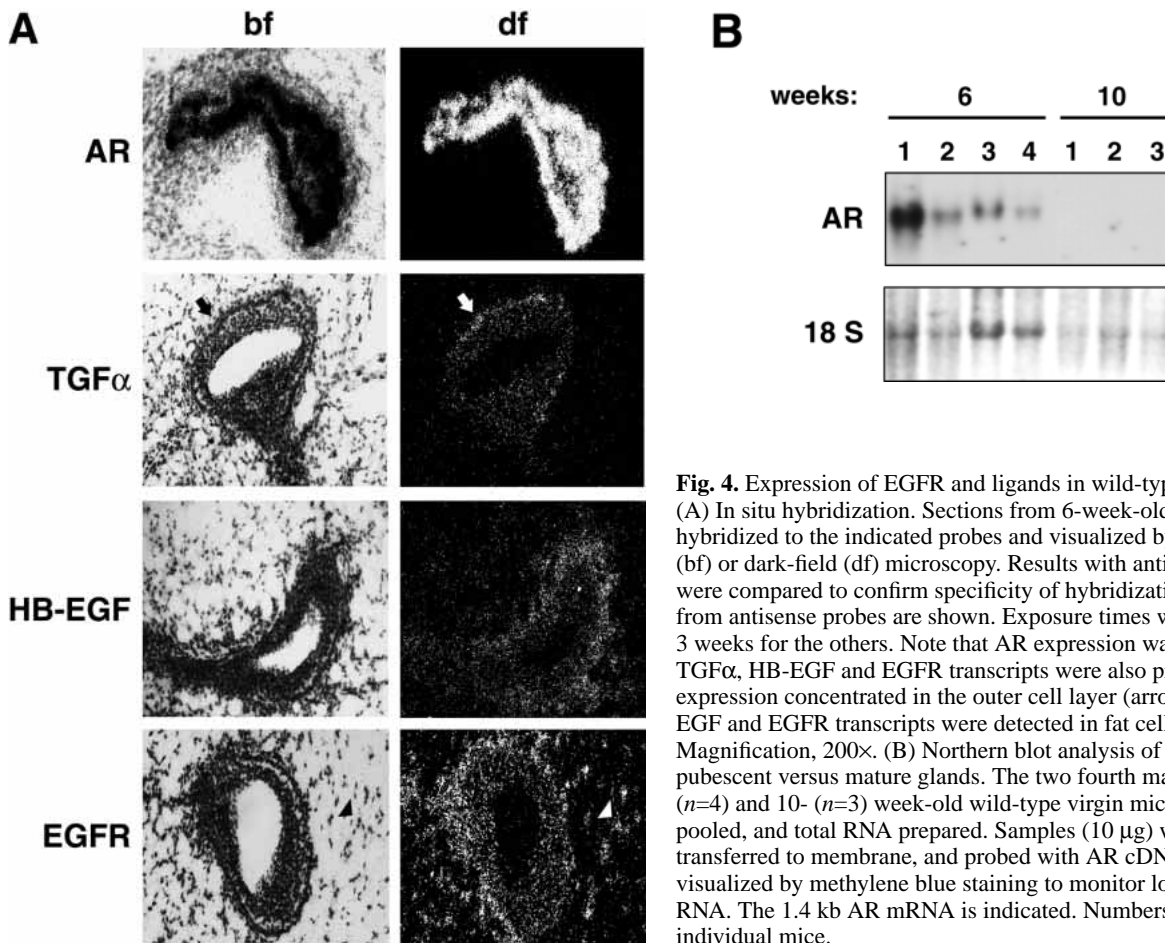 A
bf
df
AR
TGFα
HB-EGF
EGFR
B
weeks: 6 10
1 2 3 4 1 2 3
AR
18 S
Fig. 4. Expression of EGFR and ligands in wild-typ
(A) In situ hybridization. Sections from 6-week-old
hybridized to the indicated probes and visualized b
(bf) or dark-field (df) microscopy. Results with anti
were compared to confirm specificity of hybridizati
from antisense probes are shown. Exposure times w
3 weeks for the others. Note that AR expression wa
TGFα, HB-EGF and EGFR transcripts were also p
expression concentrated in the outer cell layer (arro
EGF and EGFR transcripts were detected in fat cell
Magnification, 200×. (B) Northern blot analysis of
pubescent versus mature glands. The two fourth ma
(n=4) and 10- (n=3) week-old wild-type virgin mic
pooled, and total RNA prepared. Samples (10 μg) w
transferred to membrane, and probed with AR cDN
visualized by methylene blue staining to monitor lo
RNA. The 1.4 kb AR mRNA is indicated. Numbers
individual mice.